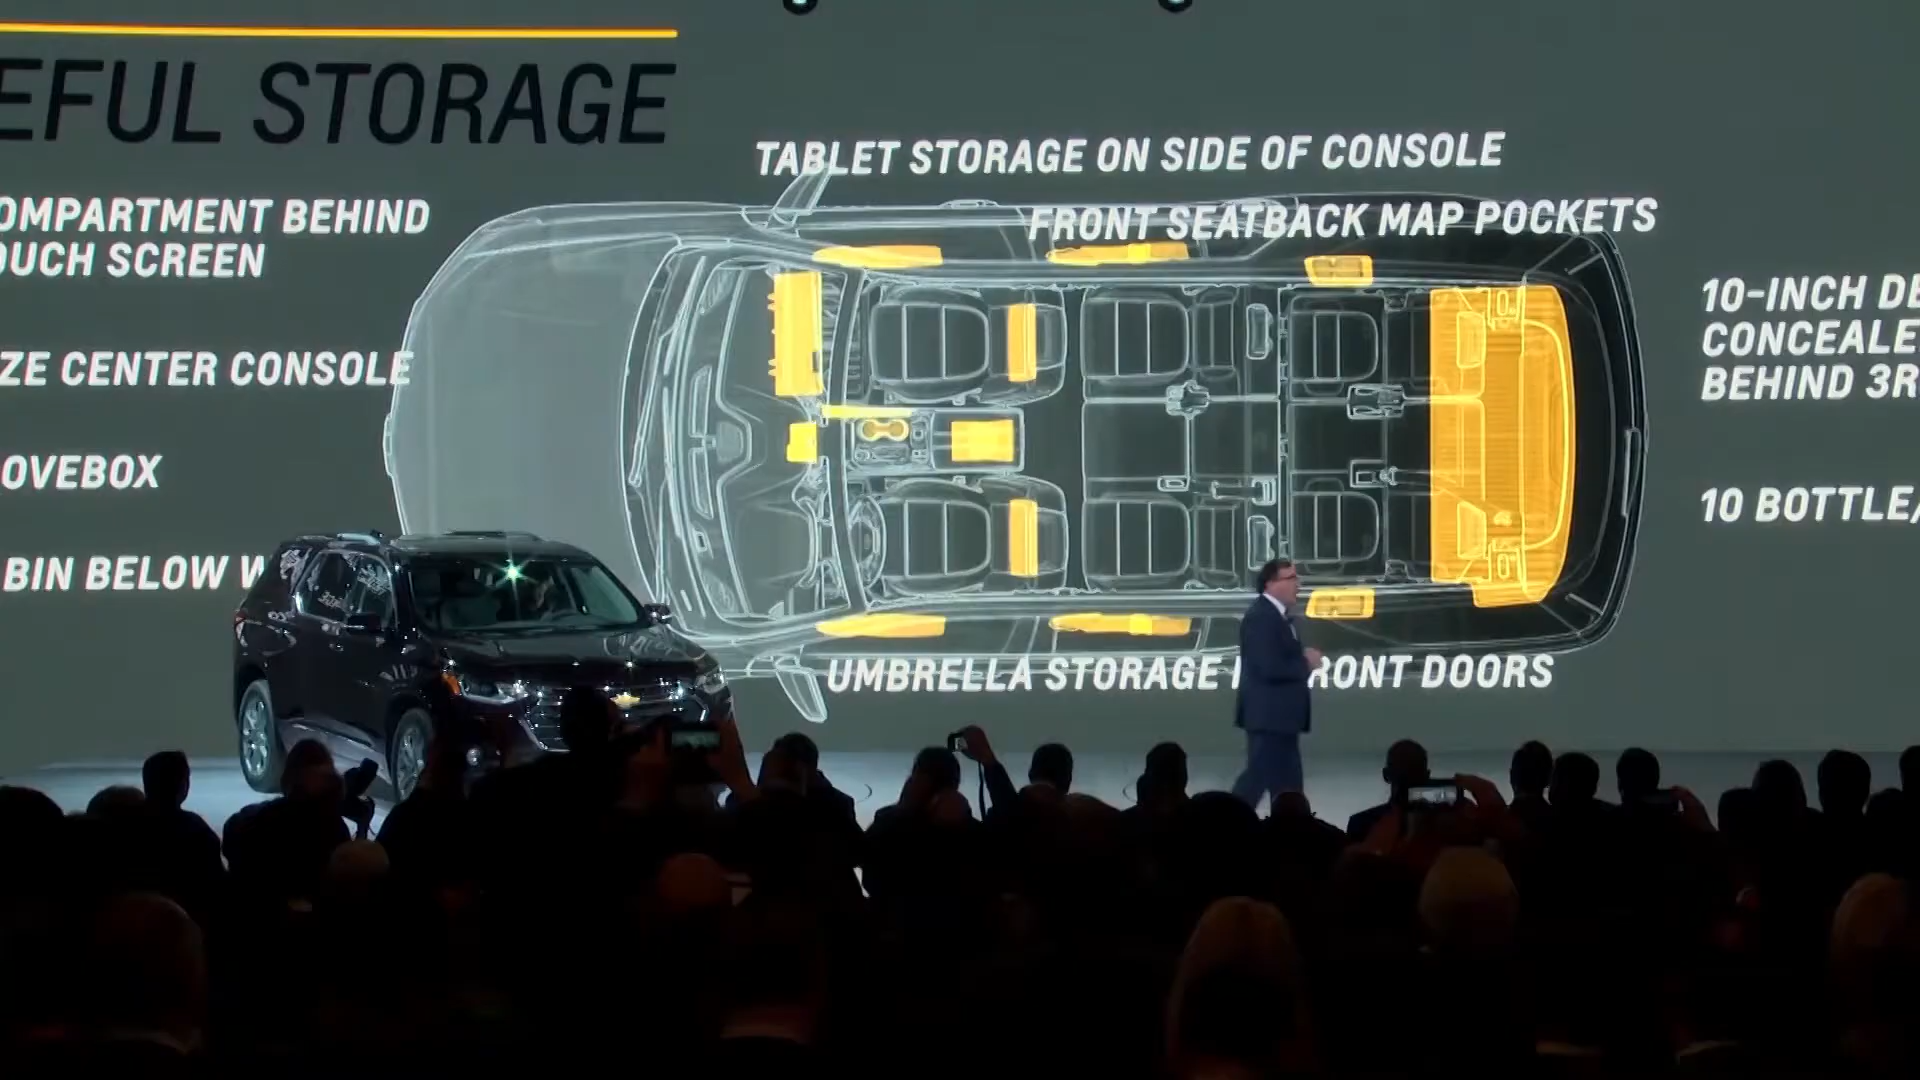 EFUL STORAGE
TABLET STORAGE ON SIDE OF CONSOLE
FRONT SEATBACK MAP POCKETS
OMPARTMENT BEHIND
OUCH SCREEN
ZE CENTER CONSOLE
OVEBOX
BIN BELOW W
UMBRELLA STORAGE I RONT DOORS
10-INCH DE
CONCEALE
BEHIND 3R
10 BOTTLE/